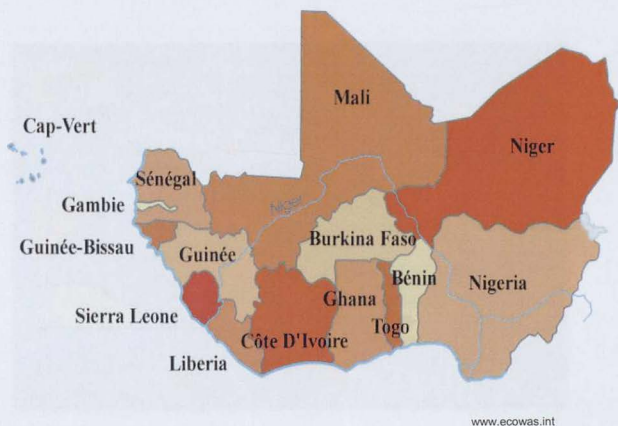 Mali
Cap-Vert
Niger
Sénégal
Gambie
Niger
Burkina Faso
Guinée-Bissau
Guinée
Bénin
Nigeria
Ghana
Sierra Leone
Togo
Côte D'Ivoire
Liberia
www.ecowas.int